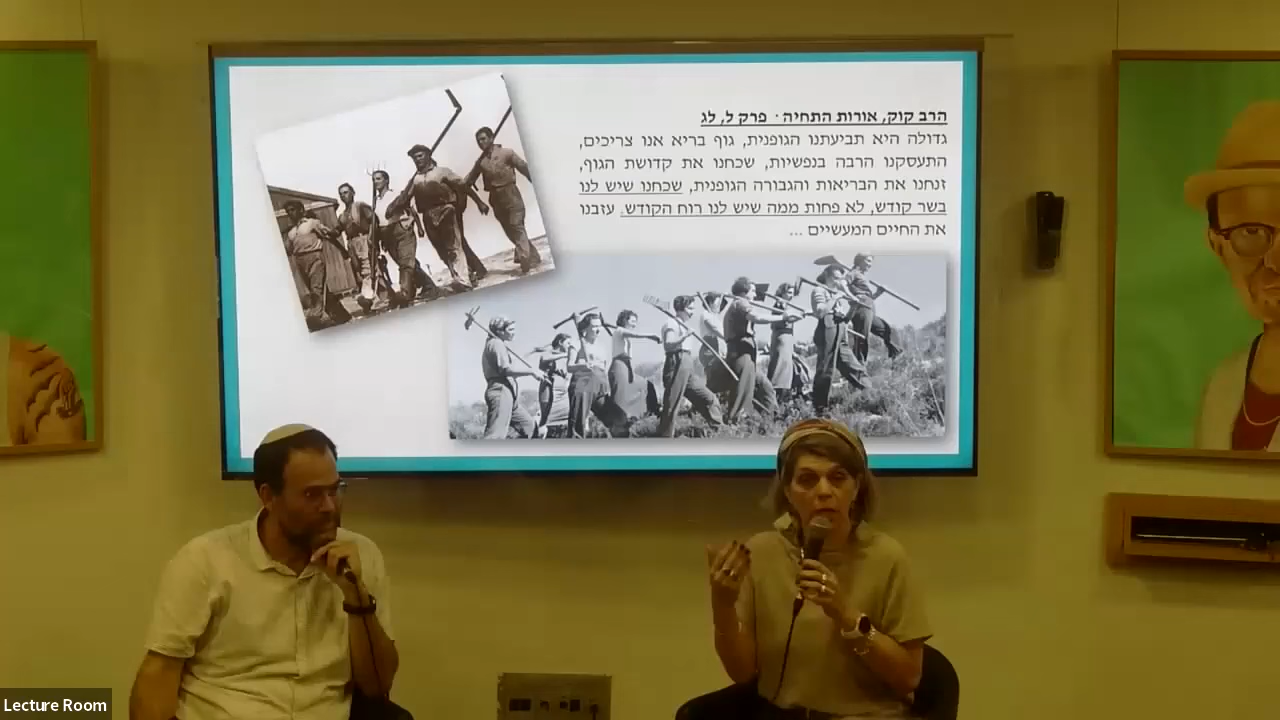 הרב קוק, אורות התחיה · פרק ל, לג
גדולה היא תביעתנו הגופנית, גוף בריא אנו צריכים,
התעסקנו הרבה בנפשיות, שכחנו את קדושת הגוף,
זנחנו את הבריאות והגבורה הגופנית, שכחנו שיש לנו
בשר קודש, לא פחות ממה שיש לנו רוח הקודש. עזבנו
את החיים המעשיים ...
Lecture Room